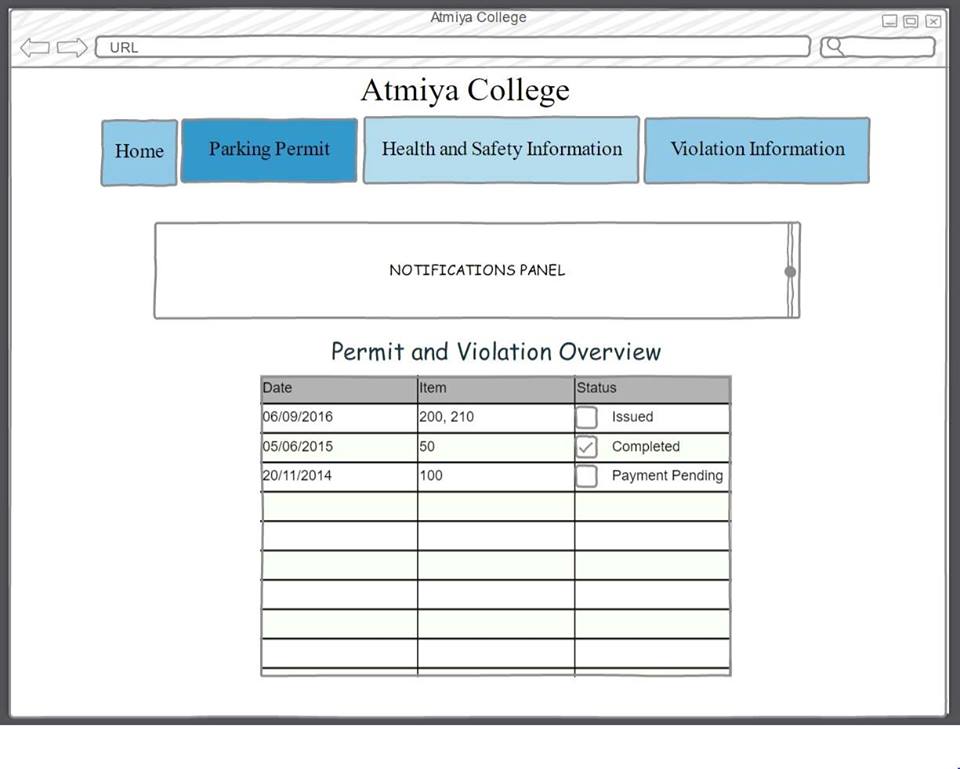 Atmiya College
URL
Atmiya College
Home Parking Permit Health and Safety Information Violation Information
NOTIFICATIONS PANEL
Permit and Violation Overview
Date Item Status
06/09/2016 200, 210 Issued
05/06/2015 50 Completed
20/11/2014 100 Payment Pending